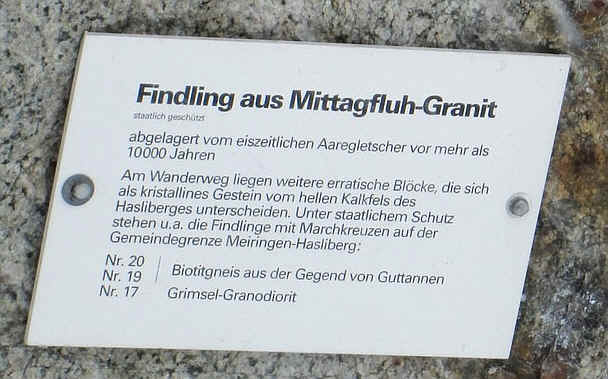 Findling aus Mittagfluh-Granit
staatlich geschützt
abgelagert vom eiszeitlichen Aaregletscher vor mehr als
10000 Jahren
Am Wanderweg liegen weitere erratische Blöcke, die sich
als kristallines Gestein vom hellen Kalkfels des
Hasliberges unterscheiden. Unter staatlichem Schutz
stehen u.a. die Findlinge mit Marchkreuzen auf der
Gemeindegrenze Meiringen-Hasliberg:
Nr. 20
Nr. 19 Biotitgneis aus der Gegend von Guttannen
Nr. 17 Grimsel-Granodiorit